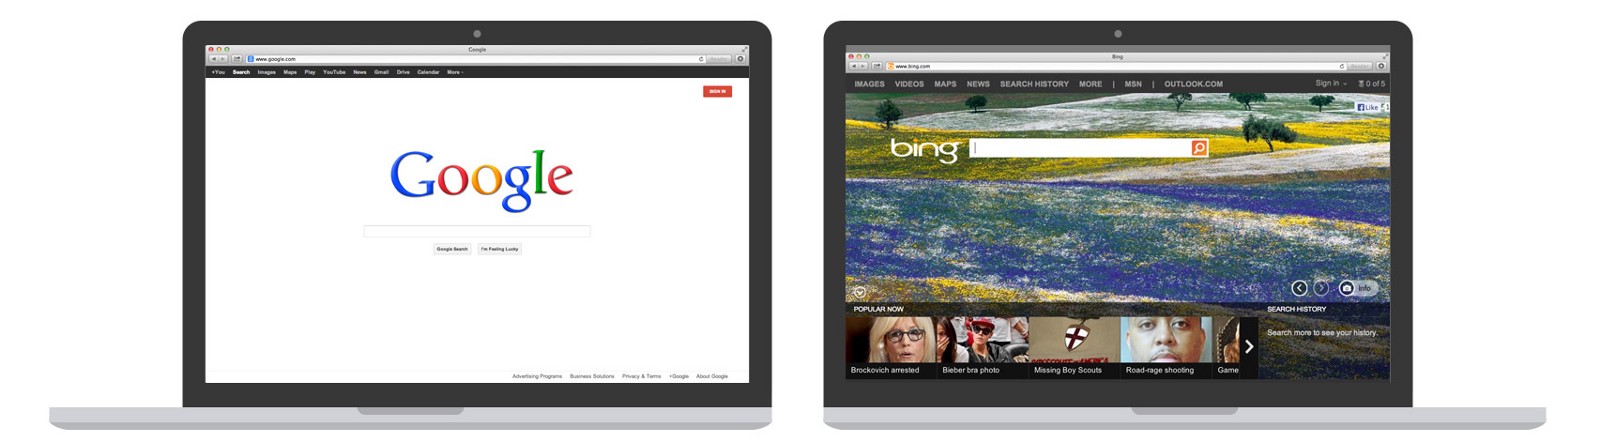 Google
www.google.com
Reader
+You Search Images Maps Play YouTube News Gmail Drive Calendar More
SIGN IN
Google
Google Search I'm Feeling Lucky
Advertising Programs Business Solutions Privacy & Terms +Google About Google
Bing
www.bing.com
Reader
IMAGES VIDEOS MAPS NEWS SEARCH HISTORY MORE | MSN | OUTLOOK.COM
Sign in 0 of 5
Like
bing
Info
POPULAR NOW
Brockovich arrested Bieber bra photo Missing Boy Scouts Road-rage shooting Game
SEARCH HISTORY
Search more to see your history.